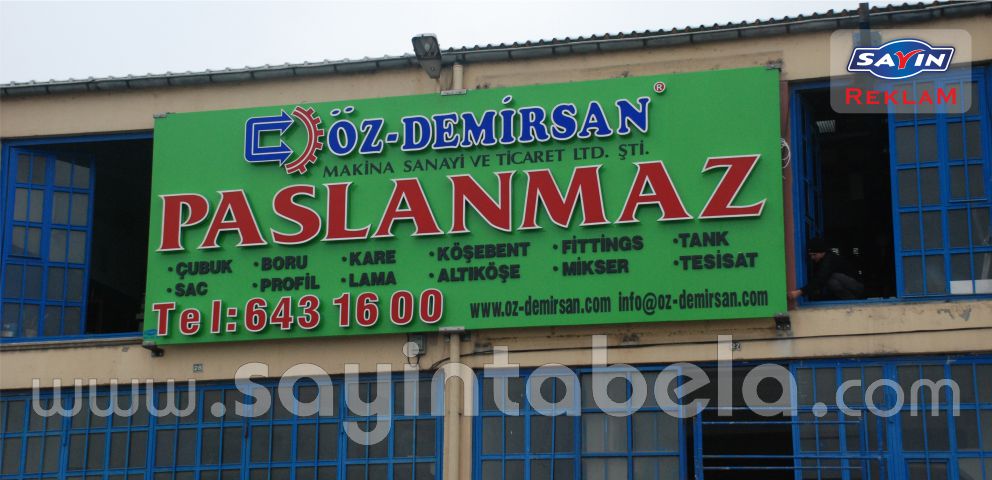 SAYIN
REKLAM
ÖZ-DEMİRSAN®
MAKİNA SANAYİ VE TİCARET LTD. ŞTİ.
PASLANMAZ
·ÇUBUK ·BORU ·KARE ·KÖŞEBENT ·FITTINGS ·TANK
·SAC ·PROFİL ·LAMA ·ALTIKÖŞE ·MİKSER ·TESİSAT
Tel: 643 16 00 www.oz-demirsan.com info@oz-demirsan.com
www.sayintabela.com